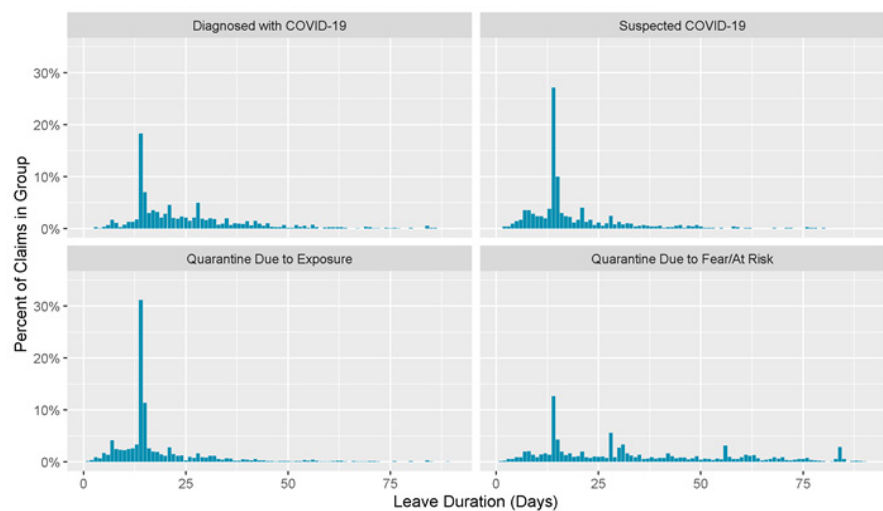 Diagnosed with COVID-19
Suspected COVID-19
30%
20%
10%
0%
Quarantine Due to Exposure
Quarantine Due to Fear/At Risk
30%
20%
10%
0%
0 25 50 75
0 25 50 75
Percent of Claims in Group
Leave Duration (Days)